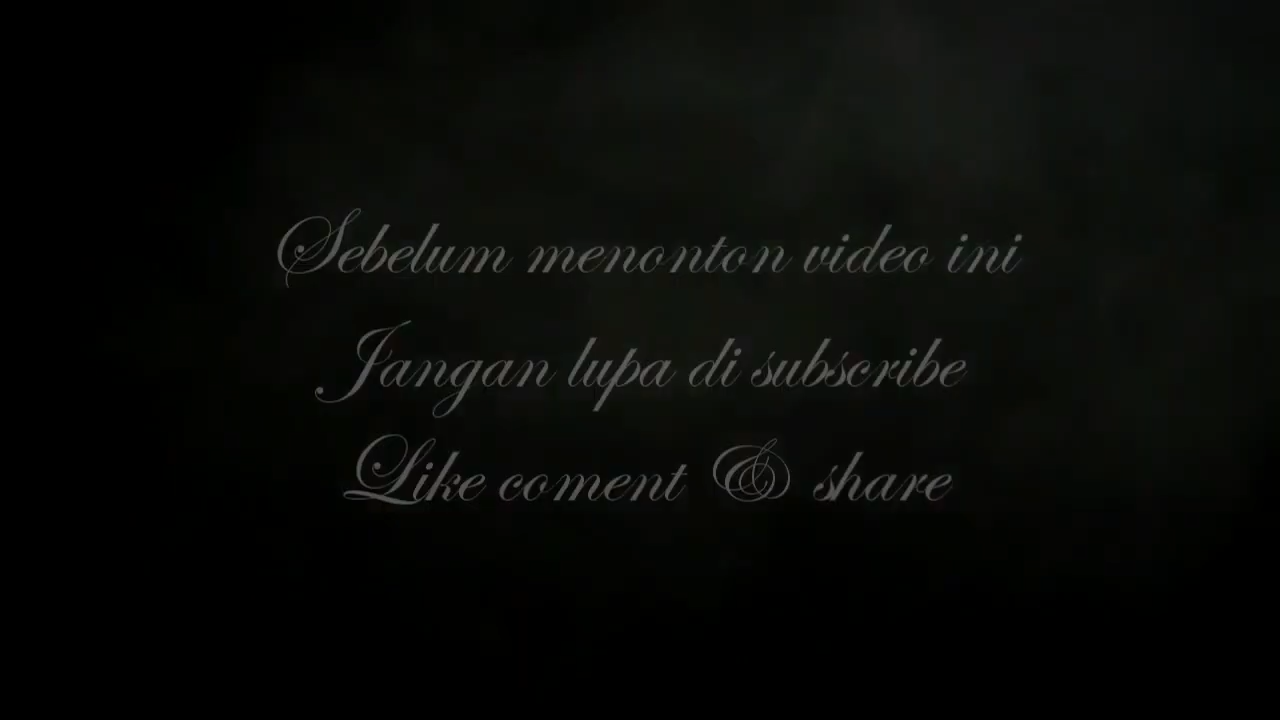 Sebelum menonton video ini
Jangan lupa di subscribe
Like coment & share